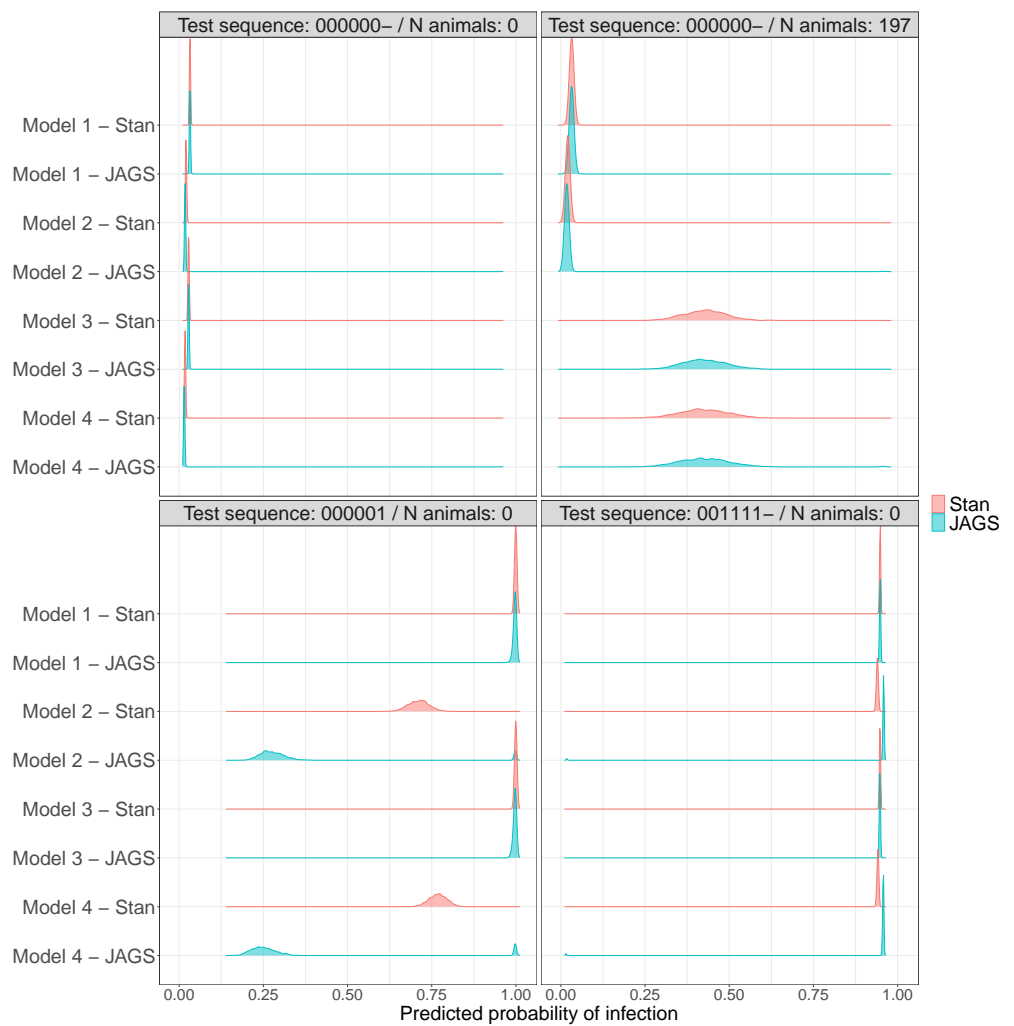 Test sequence: 000000− / N animals: 0
Test sequence: 000000− / N animals: 197
Model 1 − Stan
Model 1 − JAGS
Model 2 − Stan
Model 2 − JAGS
Model 3 − Stan
Model 3 − JAGS
Model 4 − Stan
Model 4 − JAGS
Test sequence: 000001 / N animals: 0
Test sequence: 001111− / N animals: 0
Model 1 − Stan
Model 1 − JAGS
Model 2 − Stan
Model 2 − JAGS
Model 3 − Stan
Model 3 − JAGS
Model 4 − Stan
Model 4 − JAGS
0.00 0.25 0.50 0.75 1.00
0.00 0.25 0.50 0.75 1.00
Predicted probability of infection
Stan
JAGS